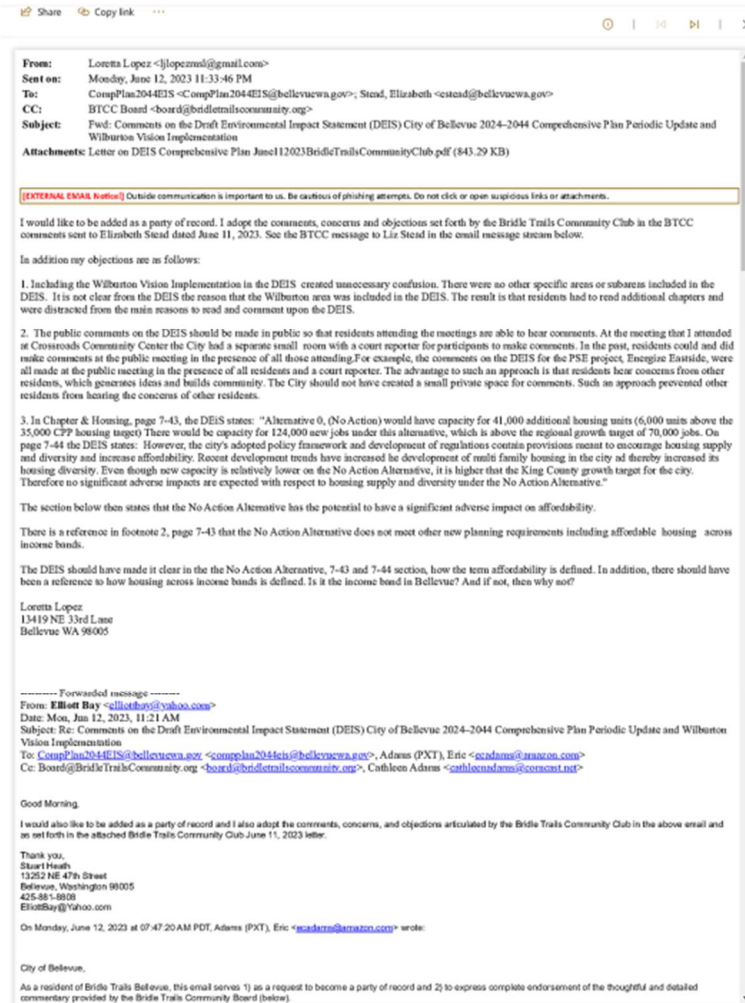 Share Copy link ...
From: Loretta Lopez <ljlopezmsl@gmail.com>
Sent on: Monday, June 12, 2023 11:33:46 PM
To: CompPlan2044EIS <CompPlan2044EIS@bellevuewa.gov>; Stead, Elizabeth <estead@bellevuewa.gov>
CC: BTCC Board <board@bridletrailscommunity.org>
Subject: Fwd: Comments on the Draft Environmental Impact Statement (DEIS) City of Bellevue 2024-2044 Comprehensive Plan Periodic Update and
Wilburton Vision Implementation
Attachments: Letter on DEIS Comprehensive Plan June112023BridleTrailsCommunityClub.pdf (843.29 KB)
[EXTERNAL EMAIL Notice!] Outside communication is important to us. Be cautious of phishing attempts. Do not click or open suspicious links or attachments.
I would like to be added as a party of record. I adopt the comments, concerns and objections set forth by the Bridle Trails Community Club in the BTCC
comments sent to Elizabeth Stead dated June 11, 2023. See the BTCC message to Liz Stead in the email message stream below.
In addition my objections are as follows:
1. Including the Wilburton Vision Implementation in the DEIS created unnecessary confusion. There were no other specific areas or subareas included in the
DEIS. It is not clear from the DEIS the reason that the Wilburton area was included in the DEIS. The result is that residents had to read additional chapters and
were distracted from the main reasons to read and comment upon the DEIS.
2. The public comments on the DEIS should be made in public so that residents attending the meetings are able to hear comments. At the meeting that I attended
at Crossroads Community Center the City had a separate small room with a court reporter for participants to make comments. In the past, residents could and did
make comments at the public meeting in the presence of all those attending.For example, the comments on the DEIS for the PSE project, Energize Eastside, were
all made at the public meeting in the presence of all residents and a court reporter. The advantage to such an approach is that residents hear concerns from other
residents, which generates ideas and builds community. The City should not have created a small private space for comments. Such an approach prevented other
residents from hearing the concerns of other residents.
3. In Chapter & Housing, page 7-43, the DEiS states: "Alternative 0, (No Action) would have capacity for 41,000 additional housing units (6,000 units above the
35,000 CPP housing target) There would be capacity for 124,000 new jobs under this alternative, which is above the regional growth target of 70,000 jobs. On
page 7-44 the DEIS states: However, the city's adopted policy framework and development of regulations contain provisions meant to encourage housing supply
and diversity and increase affordability. Recent development trends have increased he development of multi family housing in the city ad thereby increased its
housing diversity. Even though new capacity is relatively lower on the No Action Alternative, it is higher that the King County growth target for the city.
Therefore no significant adverse impacts are expected with respect to housing supply and diversity under the No Action Alternative."
The section below then states that the No Action Alternative has the potential to have a significant adverse impact on affordability.
There is a reference in footnote 2, page 7-43 that the No Action Alternative does not meet other new planning requirements including affordable housing across
income bands.
The DEIS should have made it clear in the the No Action Alternative, 7-43 and 7-44 section, how the term affordability is defined. In addition, there should have
been a reference to how housing across income bands is defined. Is it the income bend in Bellevue? And if not, then why not?
Loretta Lopez
13419 NE 33rd Lane
Bellevue WA 98005
---------- Forwarded message --------
From: Elliott Bay <elliottbay@yahoo.com>
Date: Mon, Jun 12, 2023, 11:21 AM
Subject: Re: Comments on the Draft Environmental Impact Statement (DEIS) City of Bellevue 2024-2044 Comprehensive Plan Periodic Update and Wilburton
Vision Implementation
To: CompPlan2044EIS@bellevuewa.gov <compplan2044eis@bellevuewa.gov>, Adams (PXT), Eric <ecadams@amazon.com>
Cc: Board@BridleTrailsCommunity.org <board@bridletrailscommunity.org>, Cathleen Adams <cathleenadams@comcast.net>
Good Morning,
I would also like to be added as a party of record and I also adopt the comments, concerns, and objections articulated by the Bridle Trails Community Club in the above email and
as set forth in the attached Bridle Trails Community Club June 11, 2023 letter.
Thank you,
Stuart Heath
13252 NE 47th Street
Bellevue, Washington 98005
425-881-8808
ElliottBay@Yahoo.com
On Monday, June 12, 2023 at 07:47:20 AM PDT, Adams (PXT), Eric <ecadams@amazon.com> wrote:
City of Bellevue,
As a resident of Bridle Trails Bellevue, this email serves 1) as a request to become a party of record and 2) to express complete endorsement of the thoughtful and detailed
commentary provided by the Bridle Trails Community Board (below).